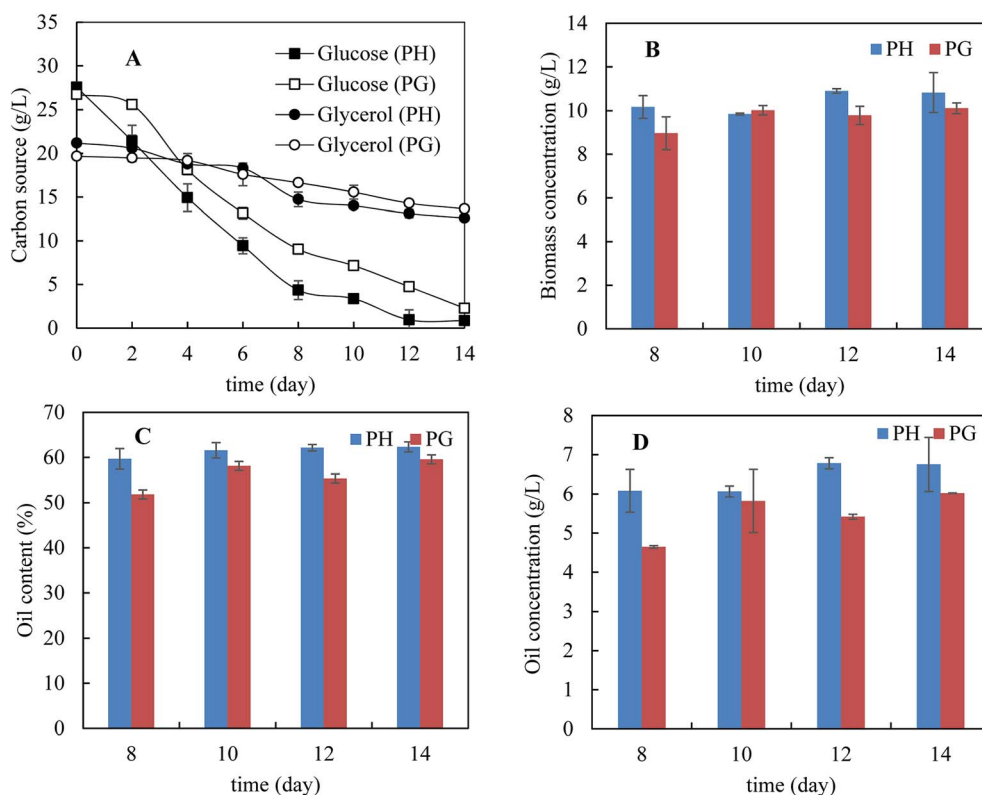 A
Glucose (PH)
Glucose (PG)
Glycerol (PH)
Glycerol (PG)
Carbon source (g/L)
35
30
25
20
15
10
5
0
0 2 4 6 8 10 12 14
time (day)
B
PH PG
Biomass concentration (g/L)
14
12
10
8
6
4
2
0
8 10 12 14
time (day)
C
PH PG
Oil content (%)
70
60
50
40
30
20
10
0
8 10 12 14
time (day)
D
PH PG
Oil concentration (g/L)
8
7
6
5
4
3
2
1
0
8 10 12 14
time (day)